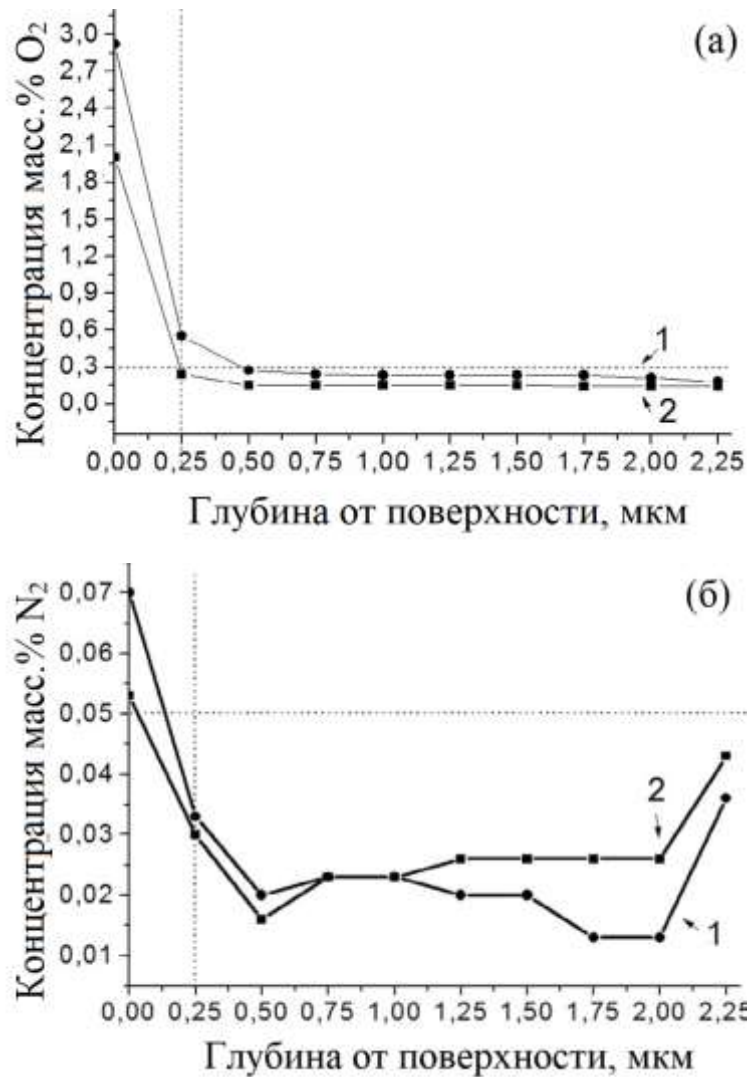 (а)
Концентрация масс.% O₂
3,0
2,7
2,4
2,1
1,8
1,5
1,2
0,9
0,6
0,3
0,0
1
2
0,00 0,25 0,50 0,75 1,00 1,25 1,50 1,75 2,00 2,25
Глубина от поверхности, мкм
(б)
Концентрация масс.% N₂
0,07
0,06
0,05
0,04
0,03
0,02
0,01
2
1
0,00 0,25 0,50 0,75 1,00 1,25 1,50 1,75 2,00 2,25
Глубина от поверхности, мкм